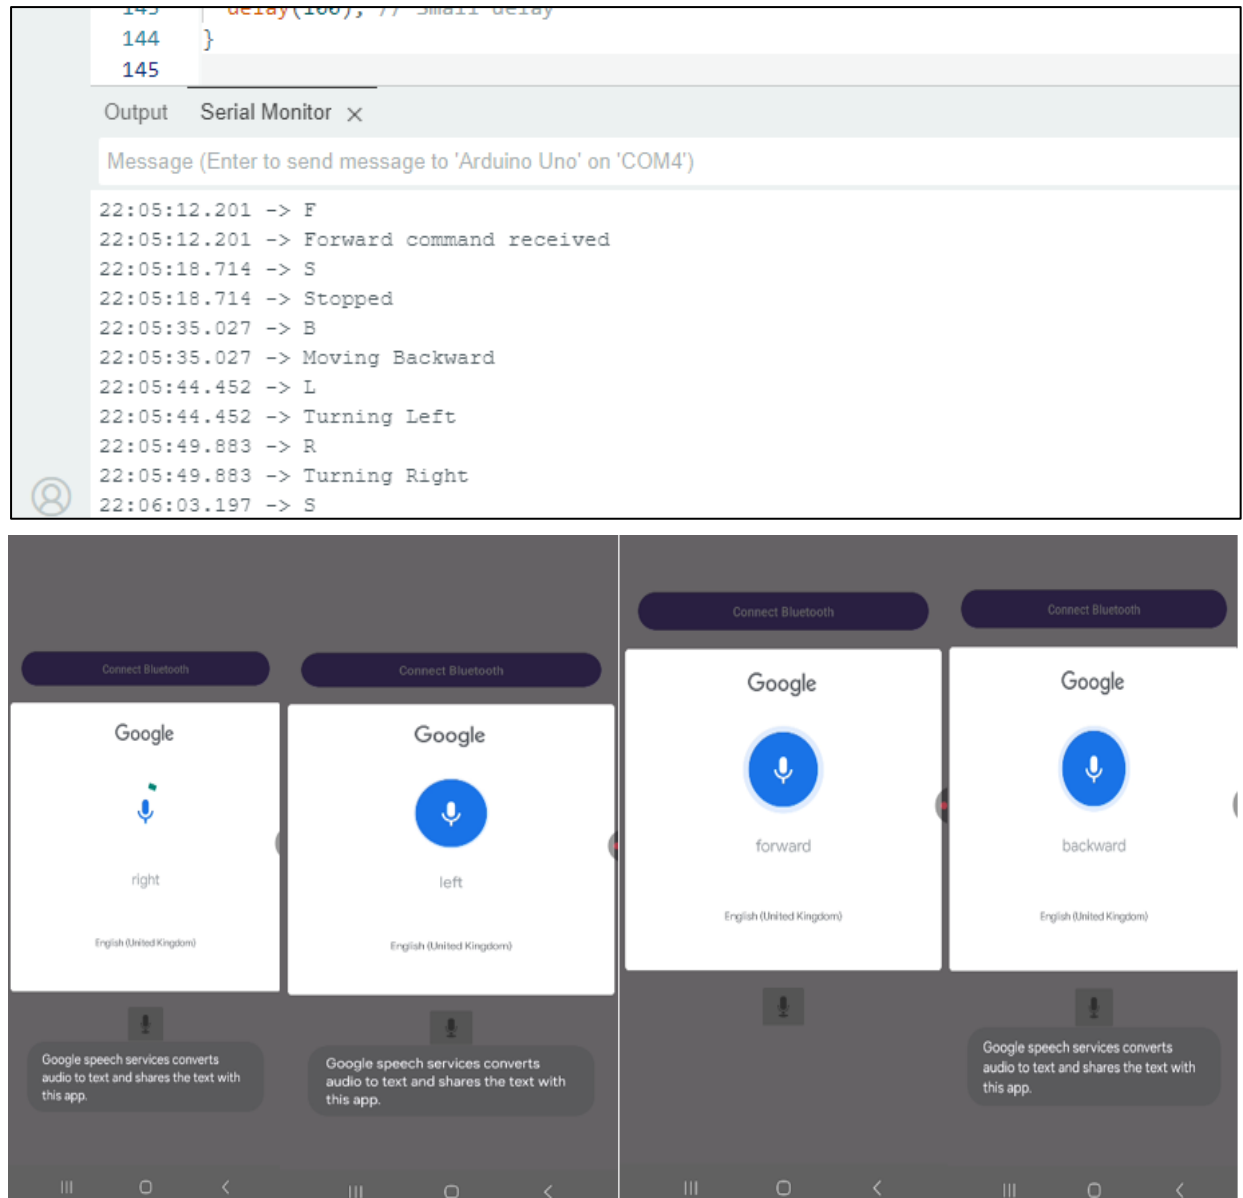 145 delay(100); // Small delay
144 }
145
Output Serial Monitor ×
Message (Enter to send message to 'Arduino Uno' on 'COM4')
22:05:12.201 -> F
22:05:12.201 -> Forward command received
22:05:18.714 -> S
22:05:18.714 -> Stopped
22:05:35.027 -> B
22:05:35.027 -> Moving Backward
22:05:44.452 -> L
22:05:44.452 -> Turning Left
22:05:49.883 -> R
22:05:49.883 -> Turning Right
22:06:03.197 -> S
Connect Bluetooth
Google
right
English (United Kingdom)
Google speech services converts
audio to text and shares the text with
this app.
Connect Bluetooth
Google
left
English (United Kingdom)
Google speech services converts
audio to text and shares the text with
this app.
Connect Bluetooth
Google
forward
English (United Kingdom)
Connect Bluetooth
Google
backward
English (United Kingdom)
Google speech services converts
audio to text and shares the text with
this app.